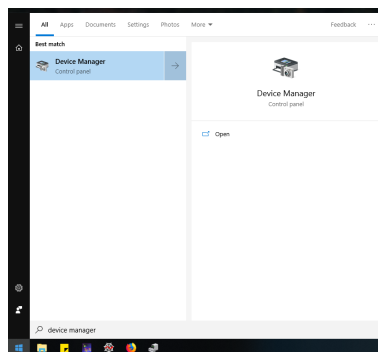 All Apps Documents Settings Photos More Feedback ...
Best match
Device Manager
Control panel
Device Manager
Control panel
Open
device manager